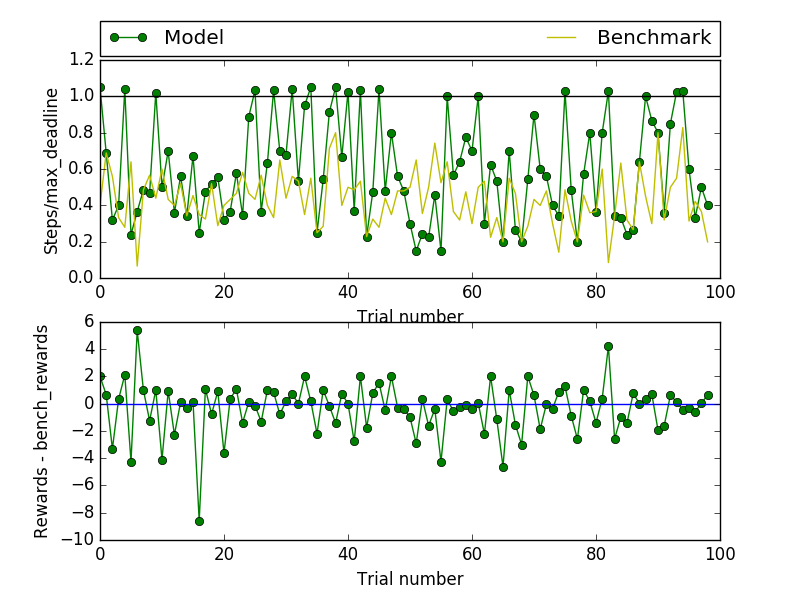 Model Benchmark
Steps/max_deadline
1.2
1.0
0.8
0.6
0.4
0.2
0.0
0 20 40 60 80 100
Trial number
Rewards - bench_rewards
6
4
2
0
−2
−4
−6
−8
−10
0 20 40 60 80 100
Trial number